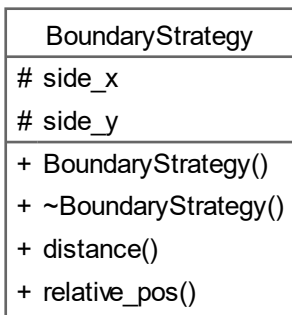 BoundaryStrategy
# side_x
# side_y
+ BoundaryStrategy()
+ ~BoundaryStrategy()
+ distance()
+ relative_pos()